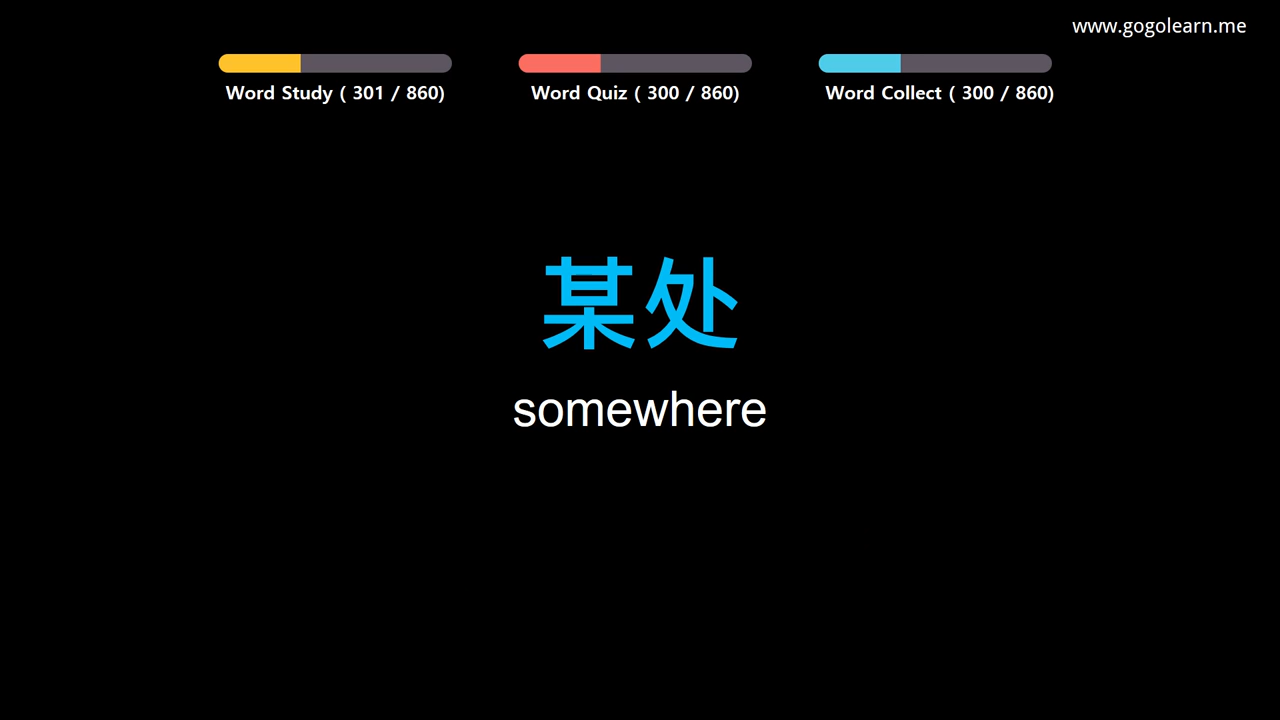 www.gogolearn.me
Word Study ( 301 / 860)
Word Quiz ( 300 / 860)
Word Collect ( 300 / 860)
某处
somewhere